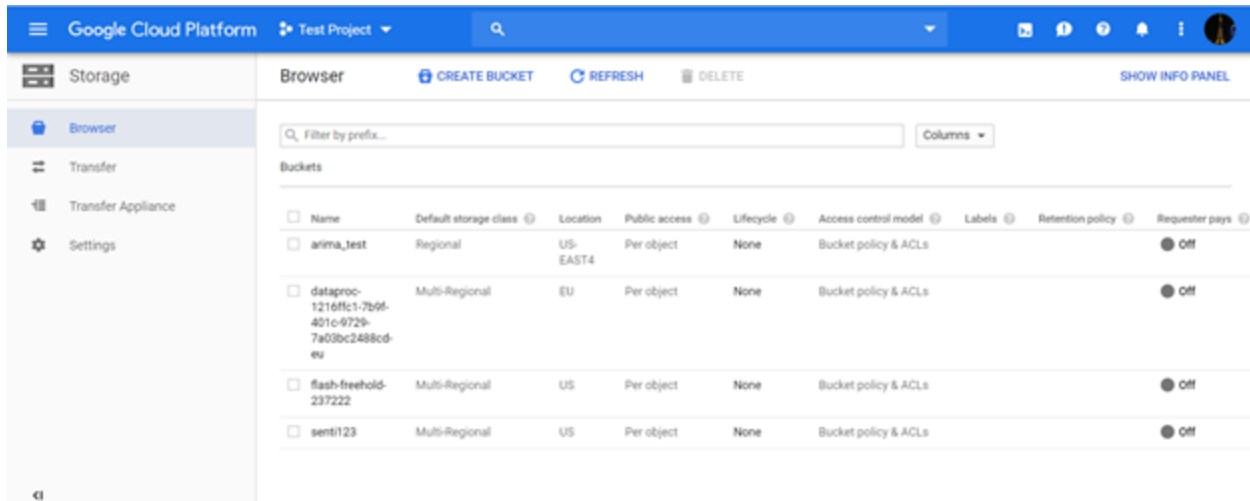 Google Cloud Platform Test Project
Storage Browser CREATE BUCKET REFRESH DELETE SHOW INFO PANEL
Browser
Transfer
Transfer Appliance
Settings
Filter by prefix... Columns
Buckets
Name Default storage class Location Public access Lifecycle Access control model Labels Retention policy Requester pays
arima_test Regional US- Per object None Bucket policy & ACLs Off
EAST4
dataproc- Multi-Regional EU Per object None Bucket policy & ACLs Off
1216ffc1-7b9f-
401c-9729-
7a03bc2488cd-
eu
flash-freehold- Multi-Regional US Per object None Bucket policy & ACLs Off
237222
senti123 Multi-Regional US Per object None Bucket policy & ACLs Off